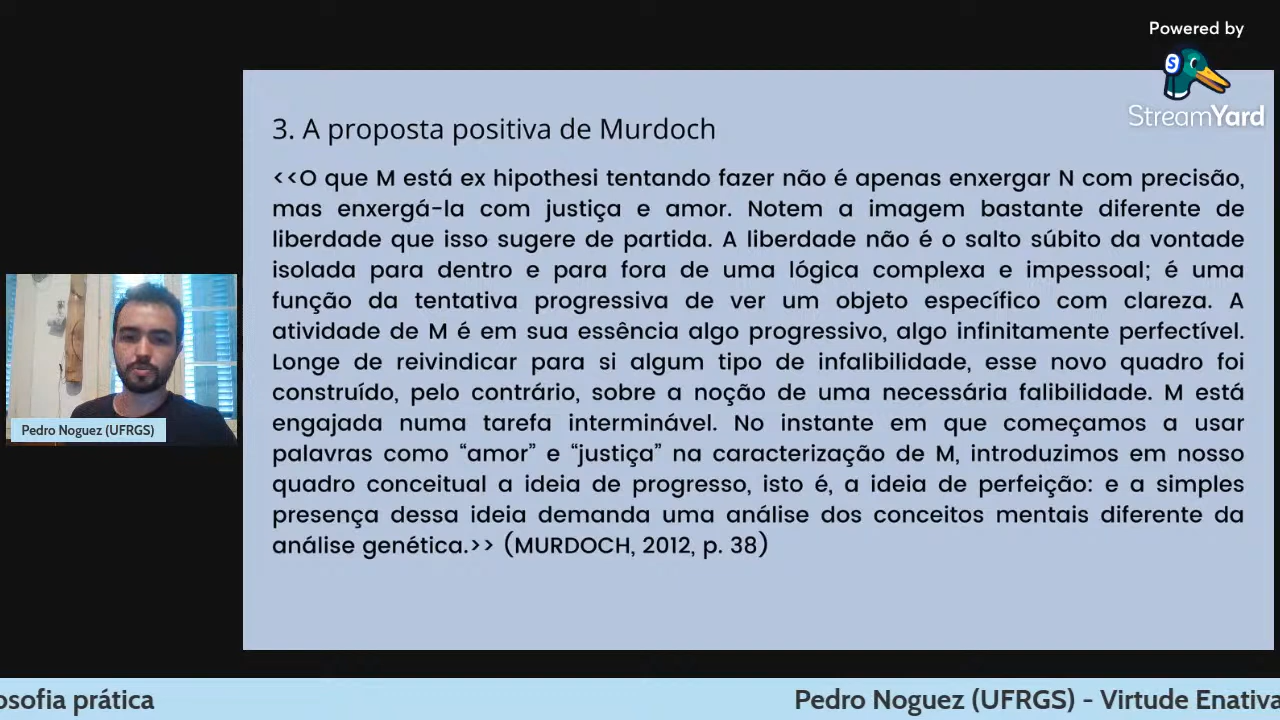 Powered by
StreamYard
3. A proposta positiva de Murdoch
<<O que M está ex hipothesi tentando fazer não é apenas enxergar N com precisão,
mas enxergá-la com justiça e amor. Notem a imagem bastante diferente de
liberdade que isso sugere de partida. A liberdade não é o salto súbito da vontade
isolada para dentro e para fora de uma lógica complexa e impessoal; é uma
função da tentativa progressiva de ver um objeto específico com clareza. A
atividade de M é em sua essência algo progressivo, algo infinitamente perfectível.
Longe de reivindicar para si algum tipo de infalibilidade, esse novo quadro foi
construído, pelo contrário, sobre a noção de uma necessária falibilidade. M está
engajada numa tarefa interminável. No instante em que começamos a usar
palavras como “amor” e “justiça” na caracterização de M, introduzimos em nosso
quadro conceitual a ideia de progresso, isto é, a ideia de perfeição: e a simples
presença dessa ideia demanda uma análise dos conceitos mentais diferente da
análise genética.>> (MURDOCH, 2012, p. 38)
Pedro Noguez (UFRGS)
osofia prática
Pedro Noguez (UFRGS) - Virtude Enativa